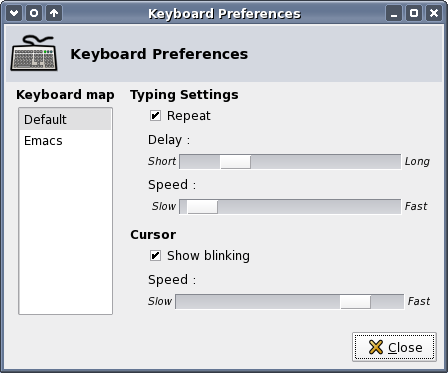 Keyboard Preferences
Keyboard Preferences
Keyboard map
Default
Emacs
Typing Settings
Repeat
Delay :
Short Long
Speed :
Slow Fast
Cursor
Show blinking
Speed :
Slow Fast
Close